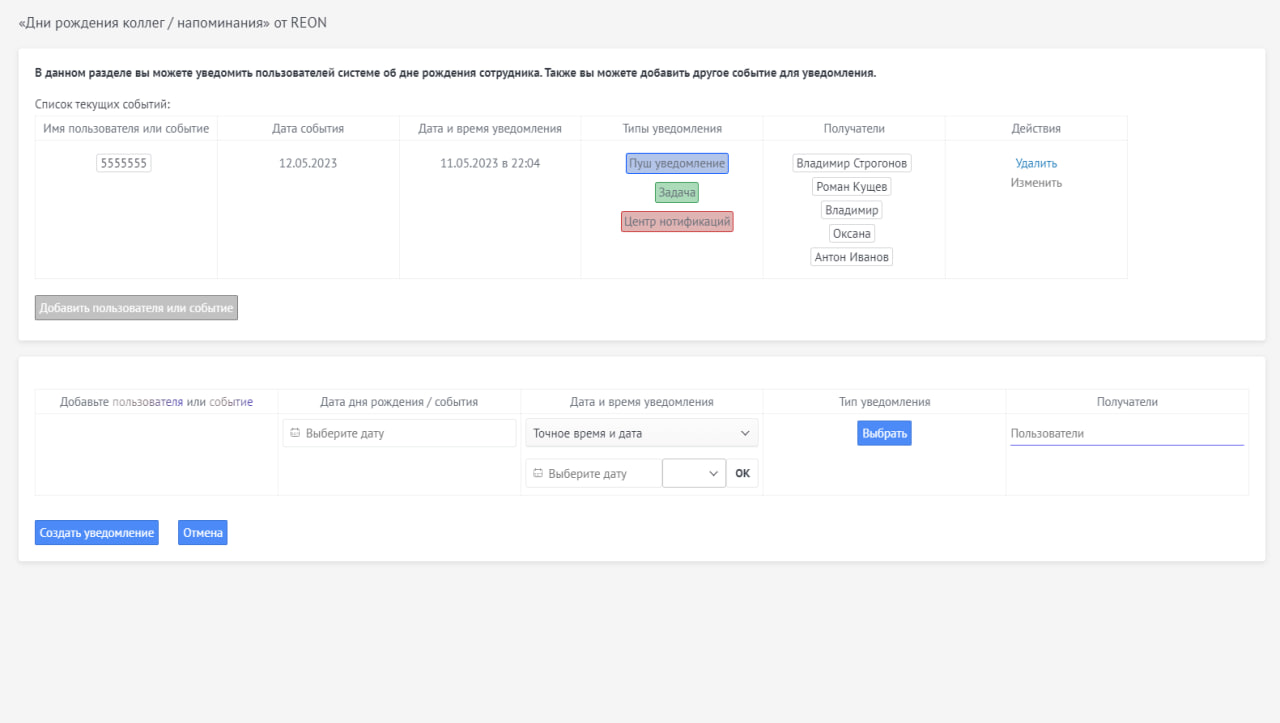 «Дни рождения коллег / напоминания» от REON
В данном разделе вы можете уведомить пользователей системе об дне рождения сотрудника. Также вы можете добавить другое событие для уведомления.
Список текущих событий:
Имя пользователя или событие Дата события Дата и время уведомления Типы уведомления Получатели Действия
5555555 12.05.2023 11.05.2023 в 22:04 Пуш уведомление Владимир Строгонов Удалить
Роман Кущев Изменить
Задача
Владимир
Центр нотификаций
Оксана
Антон Иванов
Добавить пользователя или событие
Добавьте пользователя или событие Дата дня рождения / события Дата и время уведомления Тип уведомления Получатели
Выберите дату Точное время и дата Выбрать Пользователи
Выберите дату OK
Создать уведомление Отмена